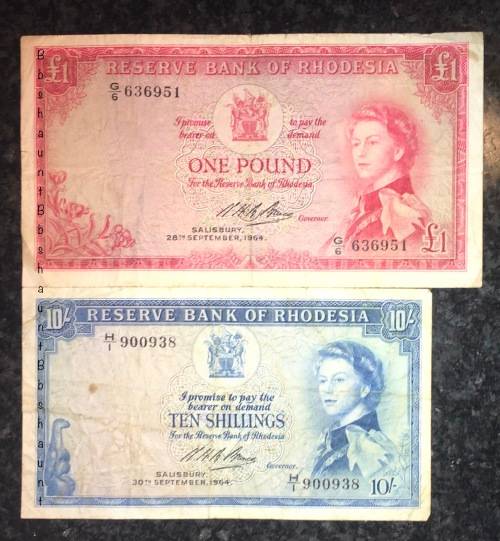 £1 RESERVE BANK OF RHODESIA £1
G/6 636951
I promise to pay the
bearer on demand
ONE POUND
For the Reserve Bank of Rhodesia
Governor.
SALISBURY,
28TH SEPTEMBER, 1964.
G/6 636951 £1
10/- RESERVE BANK OF RHODESIA 10/-
H/1 900938
I promise to pay the
bearer on demand
TEN SHILLINGS
For the Reserve Bank of Rhodesia
Governor.
SALISBURY,
30TH SEPTEMBER, 1964.
H/1 900938 10/-
BbshauntBbshauntBbshaunt